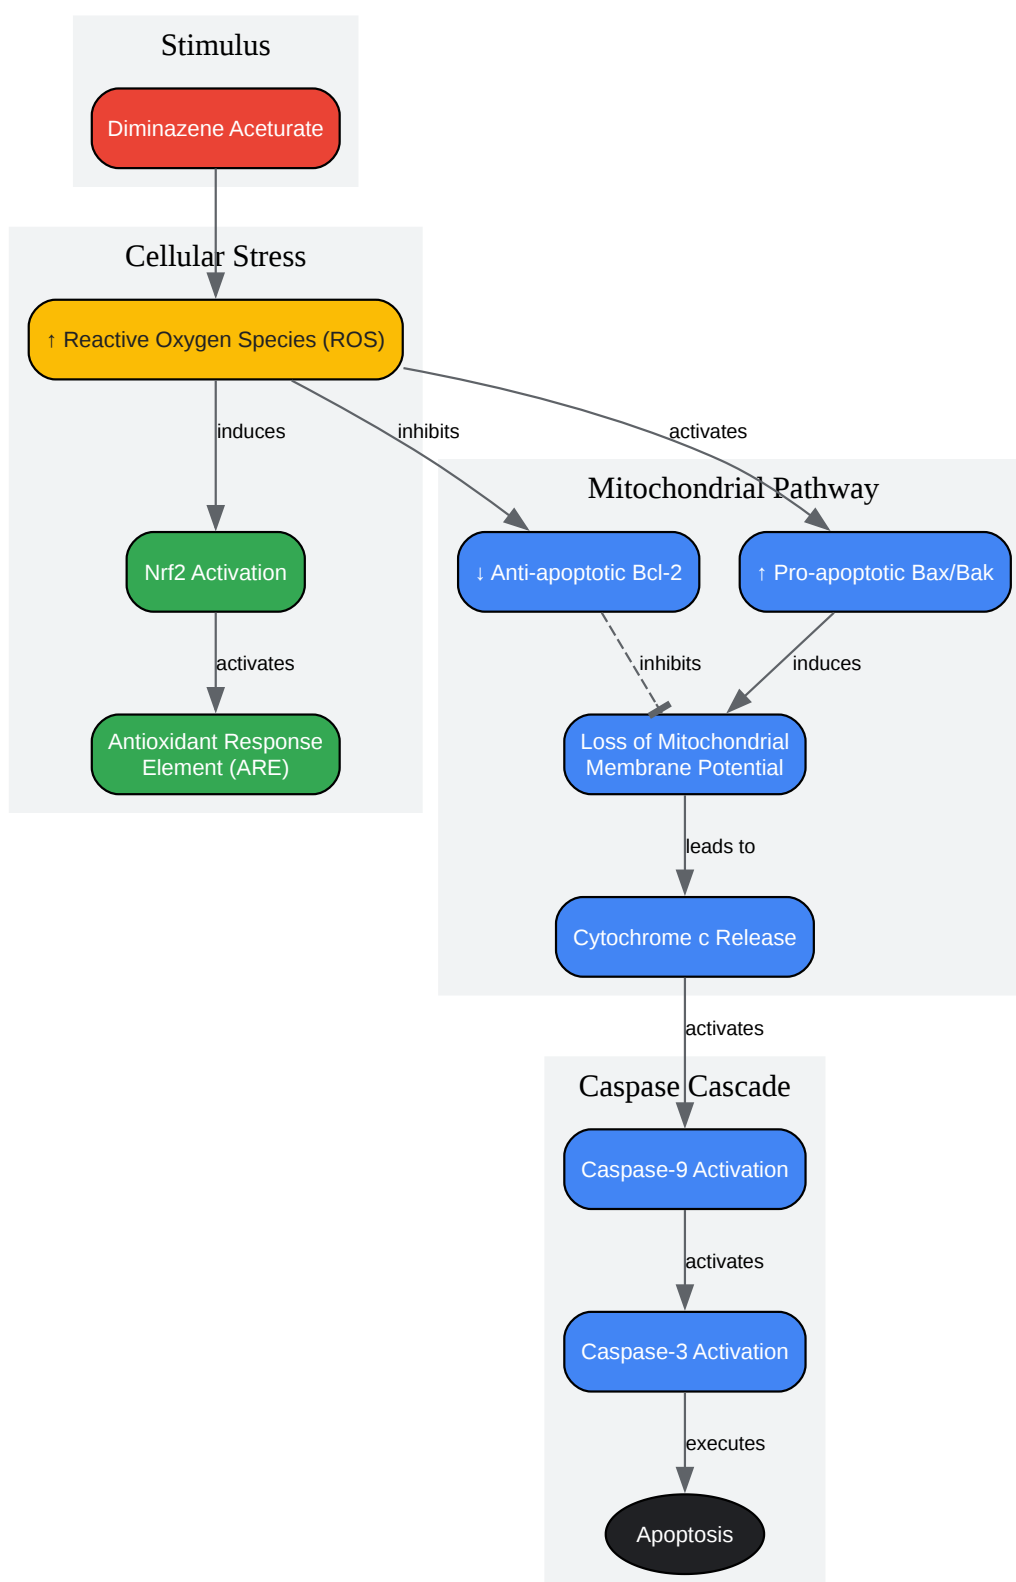 Stimulus
Diminazene Aceturate
Cellular Stress
↑ Reactive Oxygen Species (ROS)
induces
inhibits
activates
Mitochondrial Pathway
Nrf2 Activation
↓ Anti-apoptotic Bcl-2
↑ Pro-apoptotic Bax/Bak
activates
inhibits
induces
Antioxidant Response
Element (ARE)
Loss of Mitochondrial
Membrane Potential
leads to
Cytochrome c Release
activates
Caspase Cascade
Caspase-9 Activation
activates
Caspase-3 Activation
executes
Apoptosis